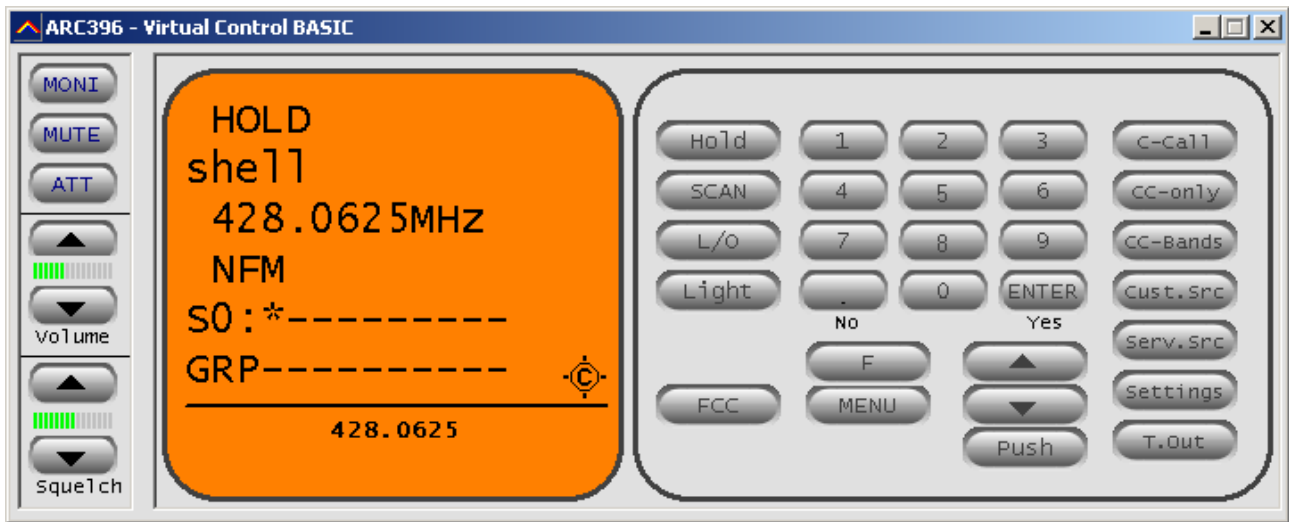 ARC396 - Virtual Control BASIC
MONI
MUTE
ATT
Volume
Squelch
HOLD
shell
428.0625MHz
NFM
S0:*---------
GRP----------
C
428.0625
Hold 1 2 3 C-Call
SCAN 4 5 6 CC-only
L/O 7 8 9 CC-Bands
Light . 0 ENTER Cust.Src
No Yes
Serv.Src
F
Settings
FCC MENU
Push T.Out